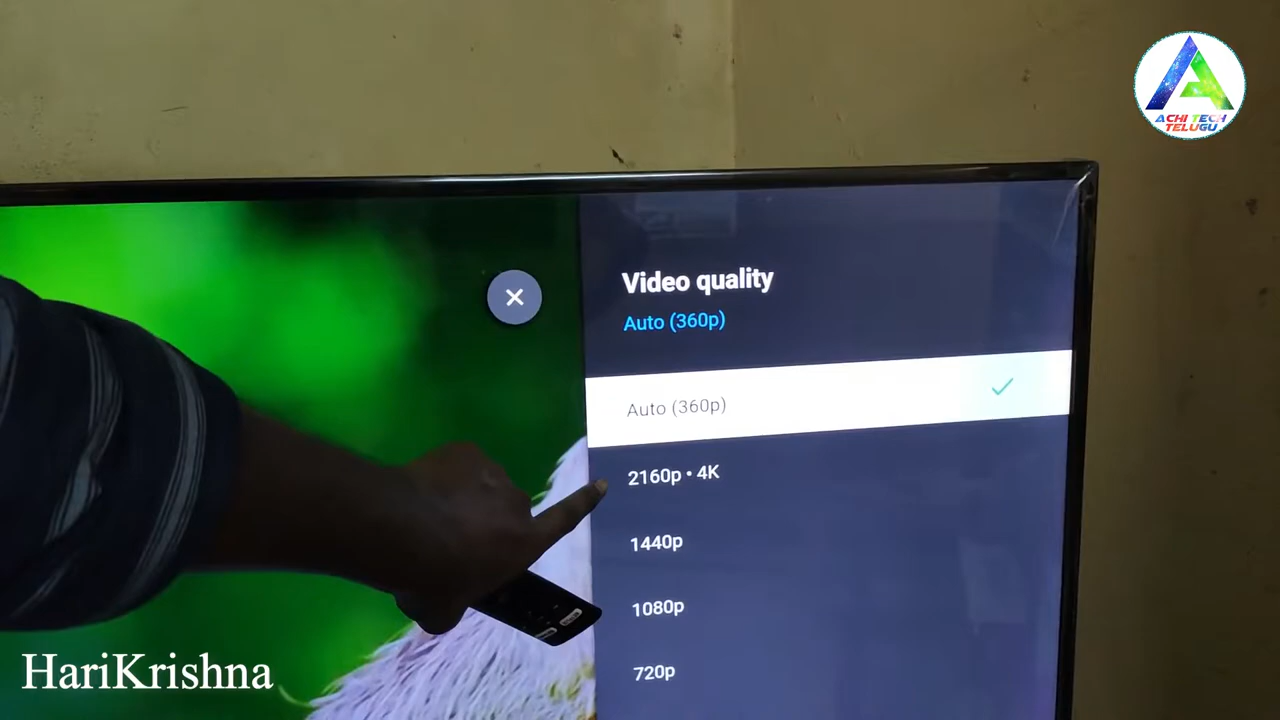 ACHI TECH
TELUGU
Video quality
Auto (360p)
Auto (360p)
2160p • 4K
1440p
1080p
720p
HariKrishna